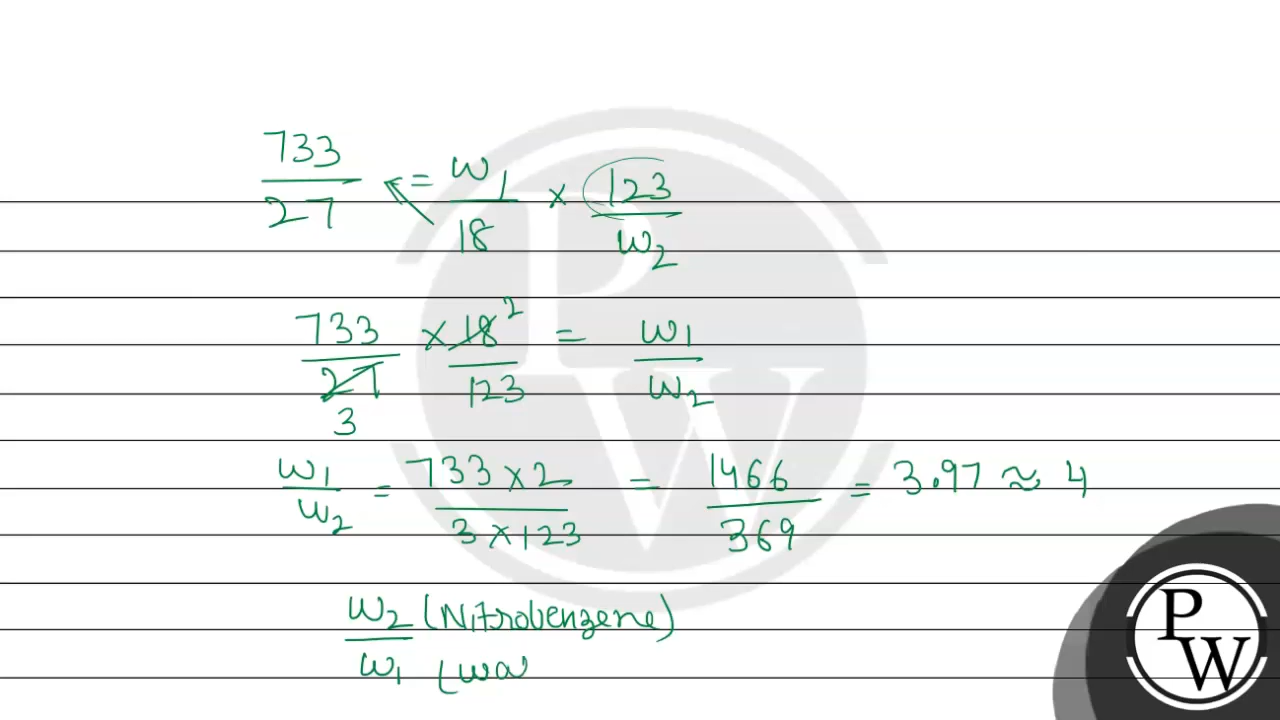 733/27 = w1/18 × 123/w2
733/27 3 × 18 2/123 = w1/w2
w1/w2 = 733×2/3×123 = 1466/369 = 3.97 ≈ 4
w2 (Nitrobenzene)
w1 (wa
P
W